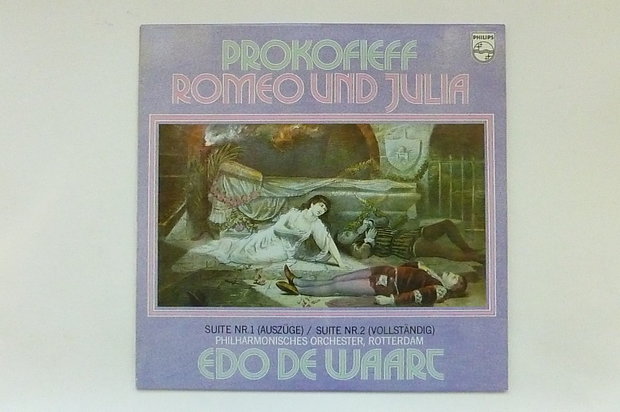 PROKOFIEFF
PHILIPS
ROMEO UND JULIA
SUITE NR.1 (AUSZÜGE) / SUITE NR.2 (VOLLSTÄNDIG)
PHILHARMONISCHES ORCHESTER, ROTTERDAM
EDO DE WAART